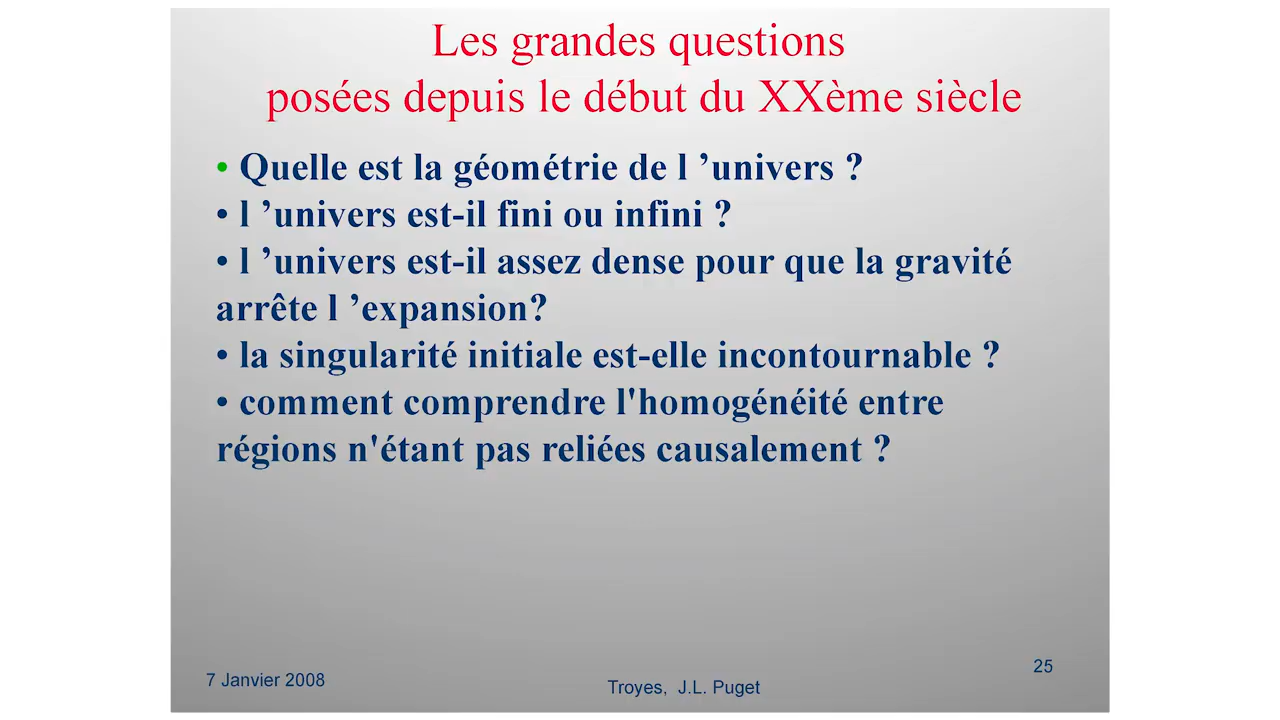 Les grandes questions
posées depuis le début du XXème siècle
• Quelle est la géométrie de l ’univers ?
• l ’univers est-il fini ou infini ?
• l ’univers est-il assez dense pour que la gravité
arrête l ’expansion?
• la singularité initiale est-elle incontournable ?
• comment comprendre l'homogénéité entre
régions n'étant pas reliées causalement ?
7 Janvier 2008
Troyes, J.L. Puget
25